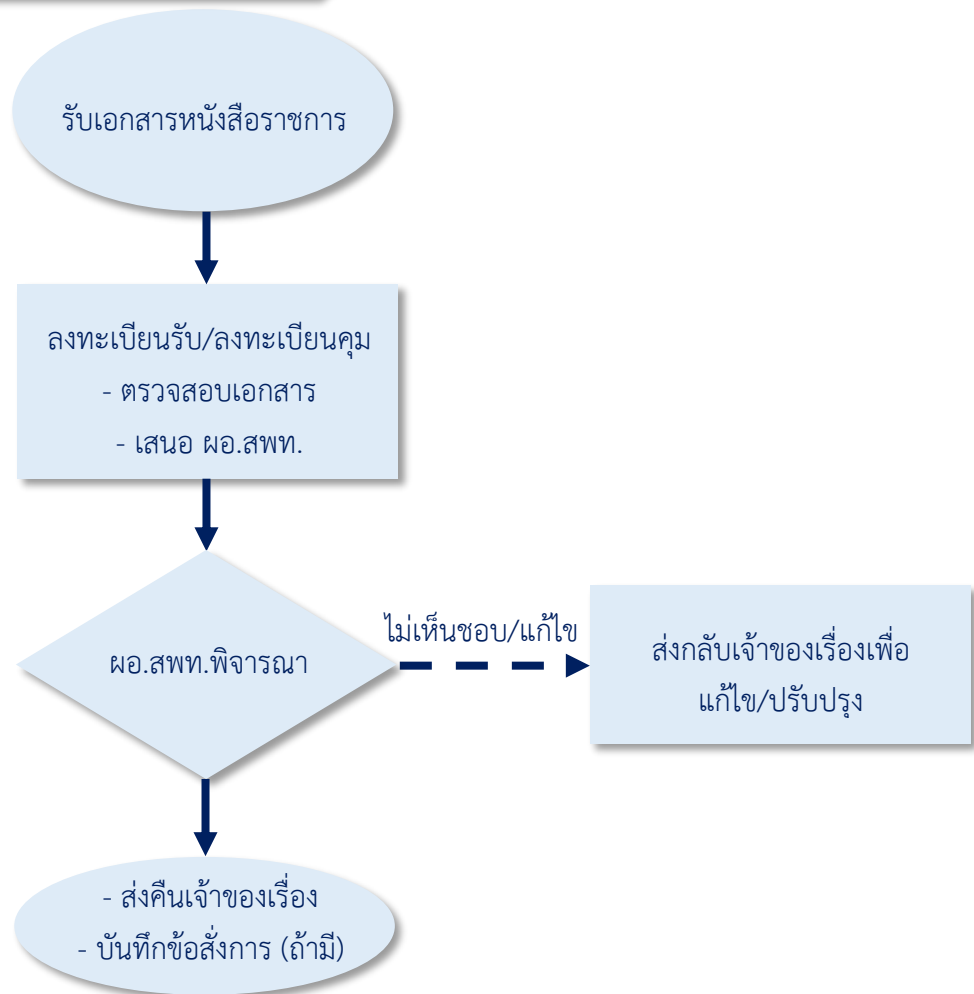 รับเอกสารหนังสือราชการ
ลงทะเบียนรับ/ลงทะเบียนคุม
- ตรวจสอบเอกสาร
- เสนอ ผอ.สพท.
ไม่เห็นชอบ/แก้ไข
ผอ.สพท.พิจารณา
ส่งกลับเจ้าของเรื่องเพื่อ
แก้ไข/ปรับปรุง
- ส่งคืนเจ้าของเรื่อง
- บันทึกข้อสั่งการ (ถ้ามี)